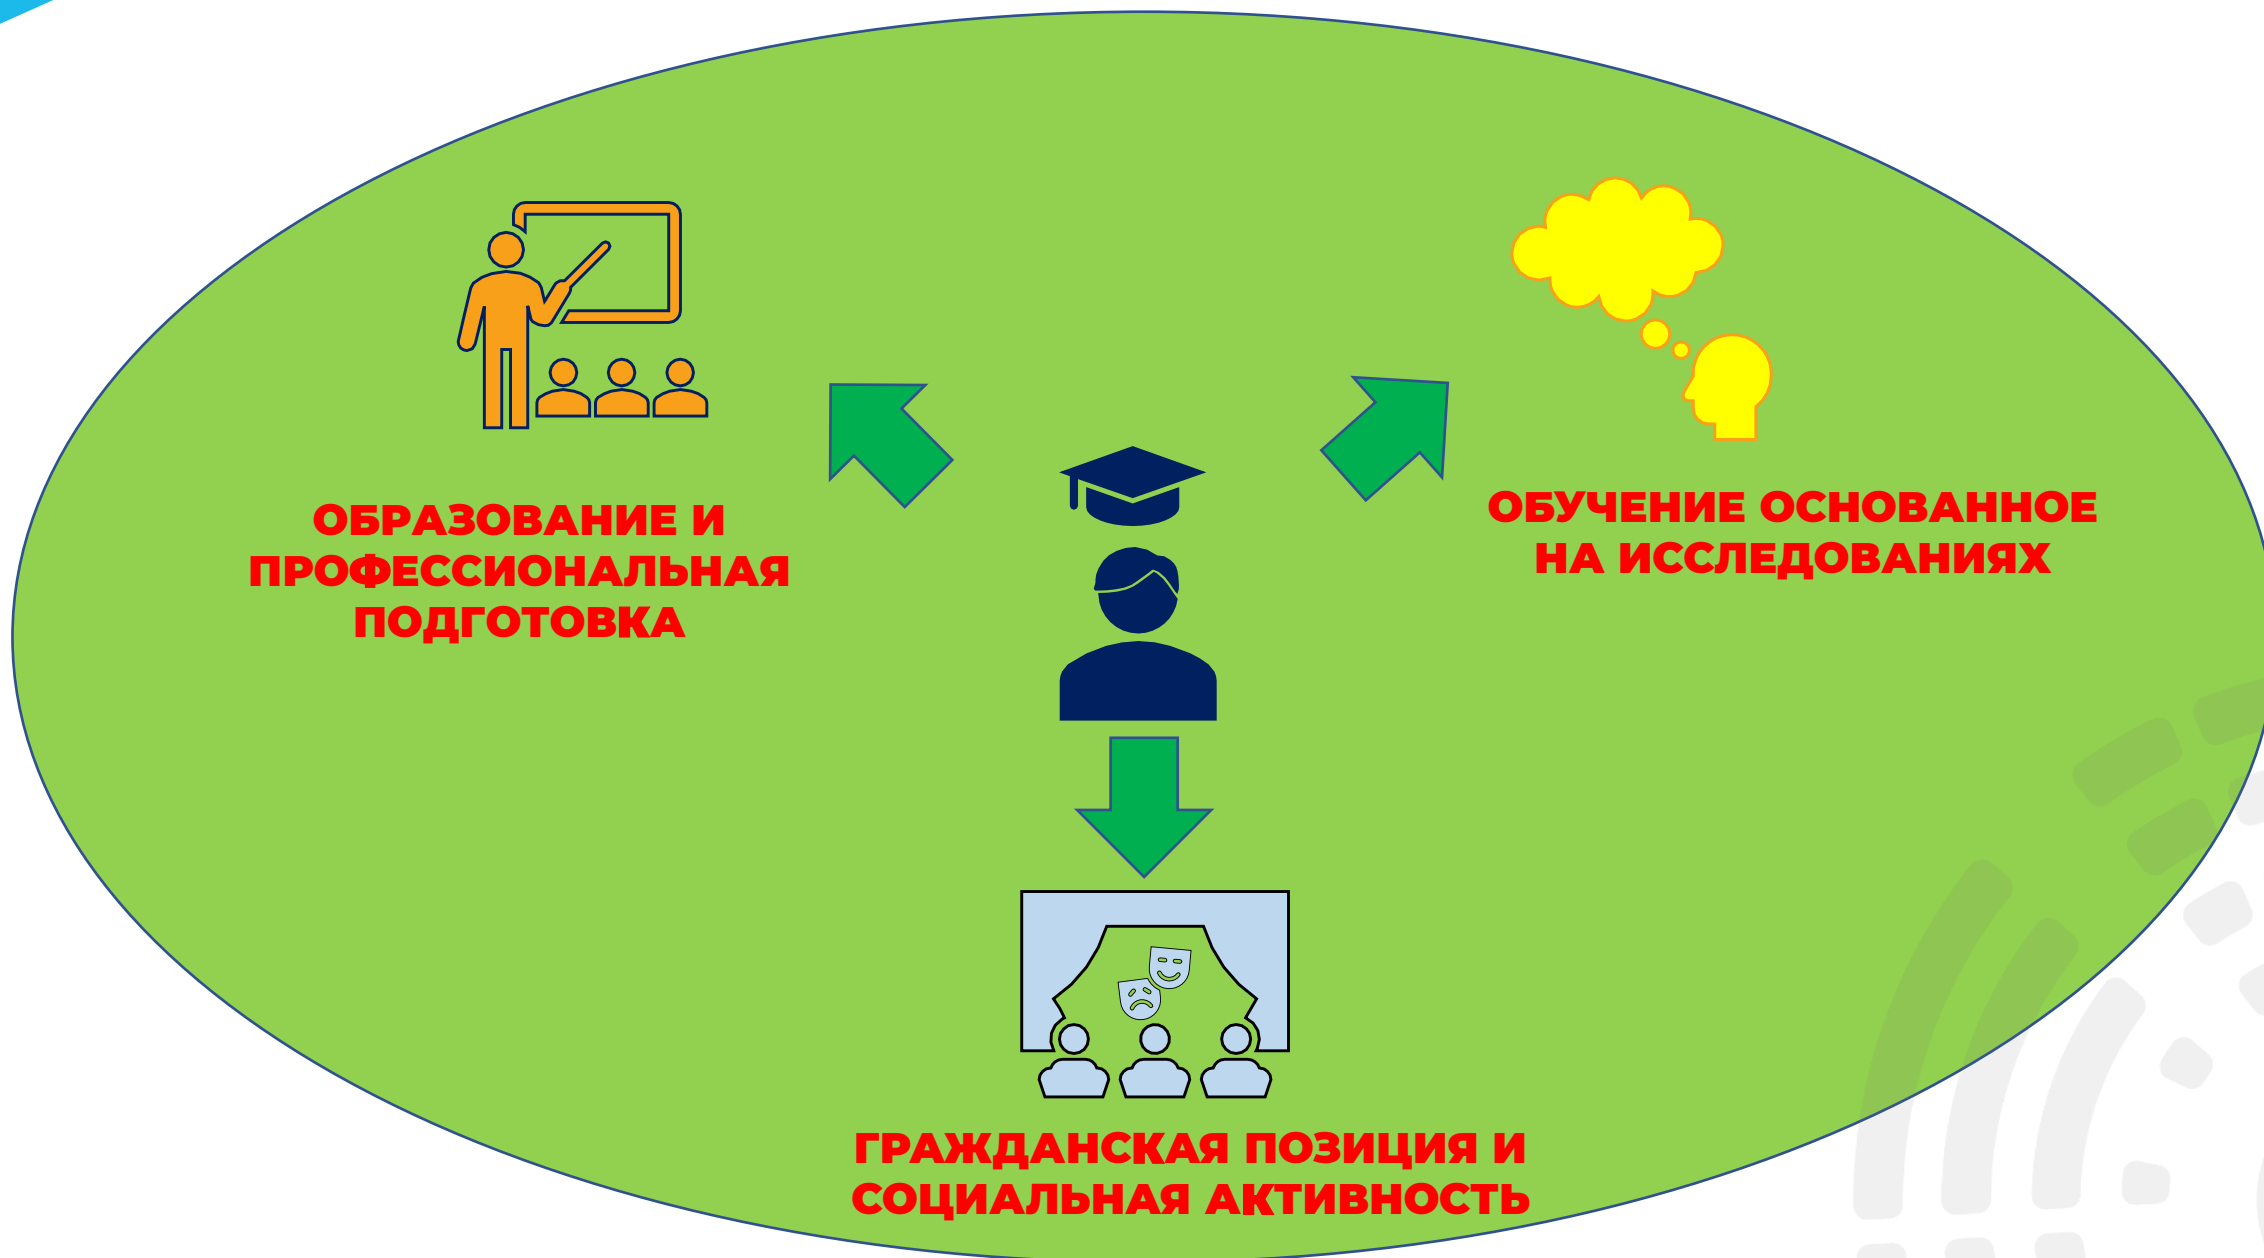 ОБРАЗОВАНИЕ И
ПРОФЕССИОНАЛЬНАЯ
ПОДГОТОВКА
ОБУЧЕНИЕ ОСНОВАННОЕ
НА ИССЛЕДОВАНИЯХ
ГРАЖДАНСКАЯ ПОЗИЦИЯ И
СОЦИАЛЬНАЯ АКТИВНОСТЬ